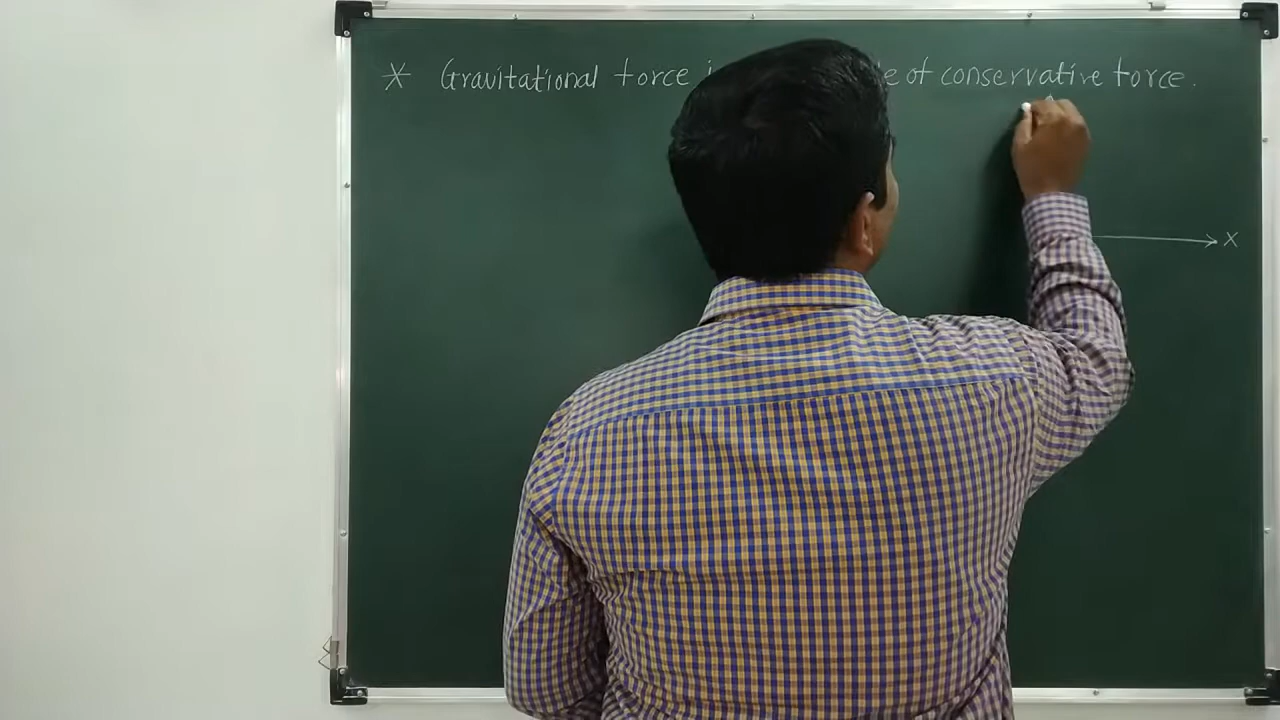 * Gravitational force of conservative force.
X